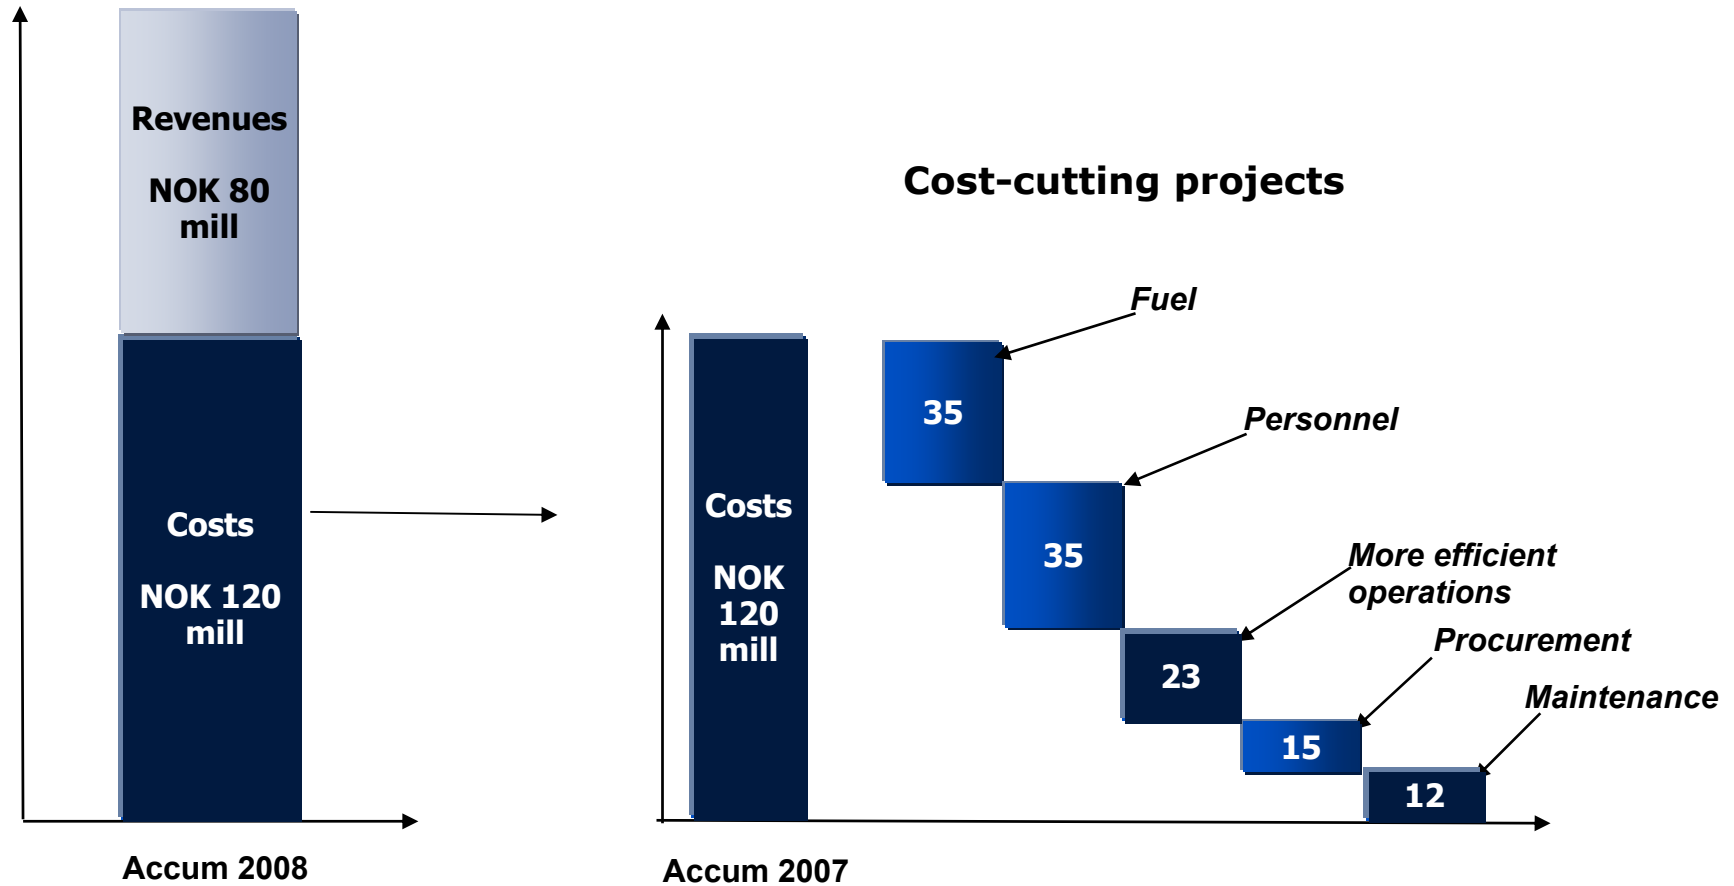 Revenues
NOK 80
mill
Costs
NOK 120
mill
Accum 2008
Cost-cutting projects
Costs
NOK
120
mill
Accum 2007
Fuel
35
Personnel
35
More efficient
operations
23
Procurement
15
Maintenance
12